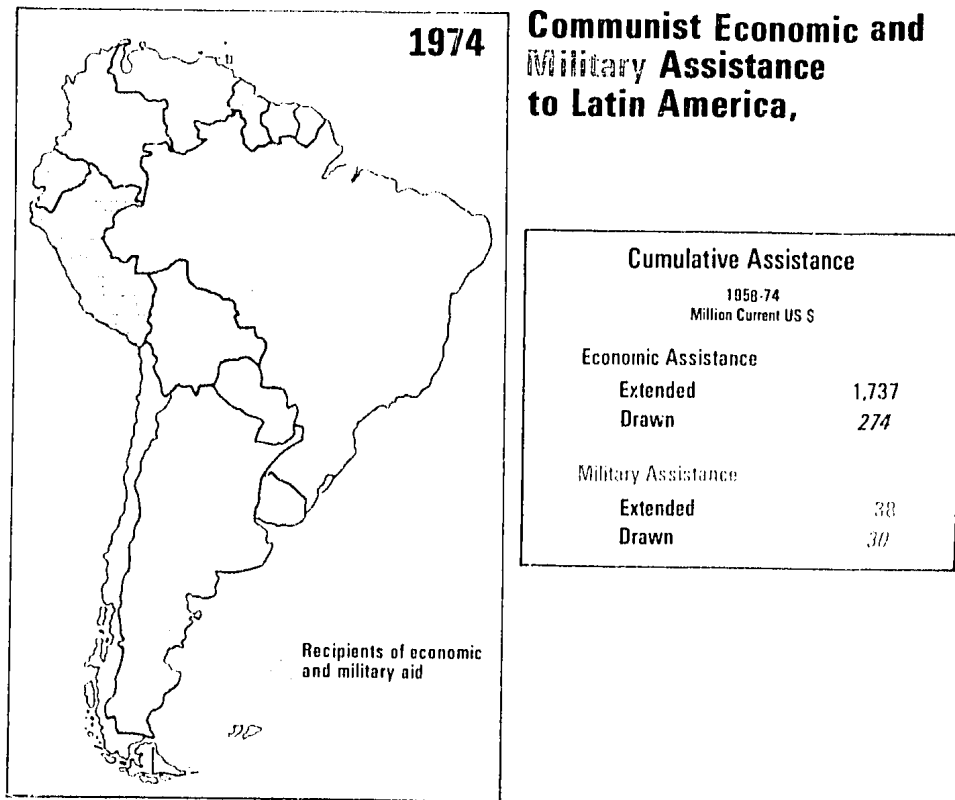 1974
Communist Economic and
Military Assistance
to Latin America,
Cumulative Assistance
1958-74
Million Current US $
Economic Assistance
Extended 1,737
Drawn 274
Military Assistance
Extended 38
Drawn 30
Recipients of economic
and military aid